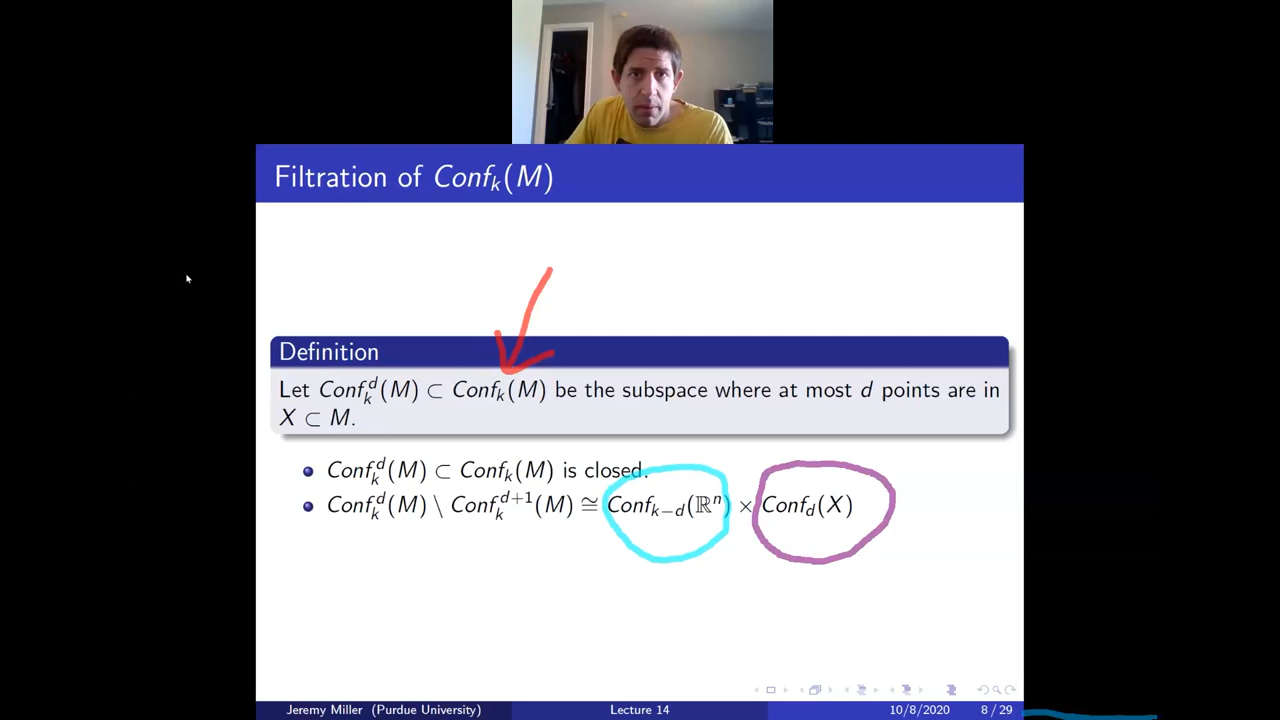 Filtration of Conf_k(M)
Definition
Let Conf_k^d(M) ⊂ Conf_k(M) be the subspace where at most d points are in
X ⊂ M.
Conf_k^d(M) ⊂ Conf_k(M) is closed.
Conf_k^d(M) \ Conf_k^{d+1}(M) ≅ Conf_{k−d}(ℝ^n) × Conf_d(X)
Jeremy Miller (Purdue University) Lecture 14 10/8/2020 8 / 29